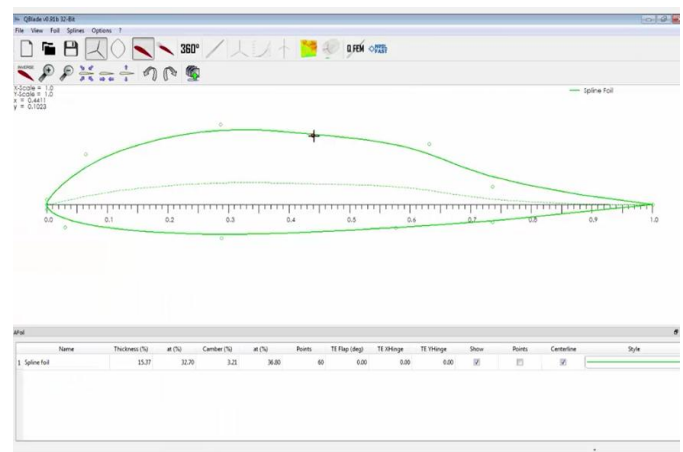 QBlade v0.91b 32-Bit
File View Foil Splines Options ?
360° Q.FEM FAST
INVERSE
X-Scale = 1.0
Y-Scale = 1.0
x = 0.4411
y = 0.1023
Spline Foil
0.0 0.1 0.2 0.3 0.4 0.5 0.6 0.7 0.8 0.9 1.0
AFoil
Name Thickness (%) at (%) Camber (%) at (%) Points TE Flap (deg) TE XHinge TE YHinge Show Points Centerline Style
1 Spline foil 15.37 32.70 3.21 36.80 60 0.00 0.00 0.00